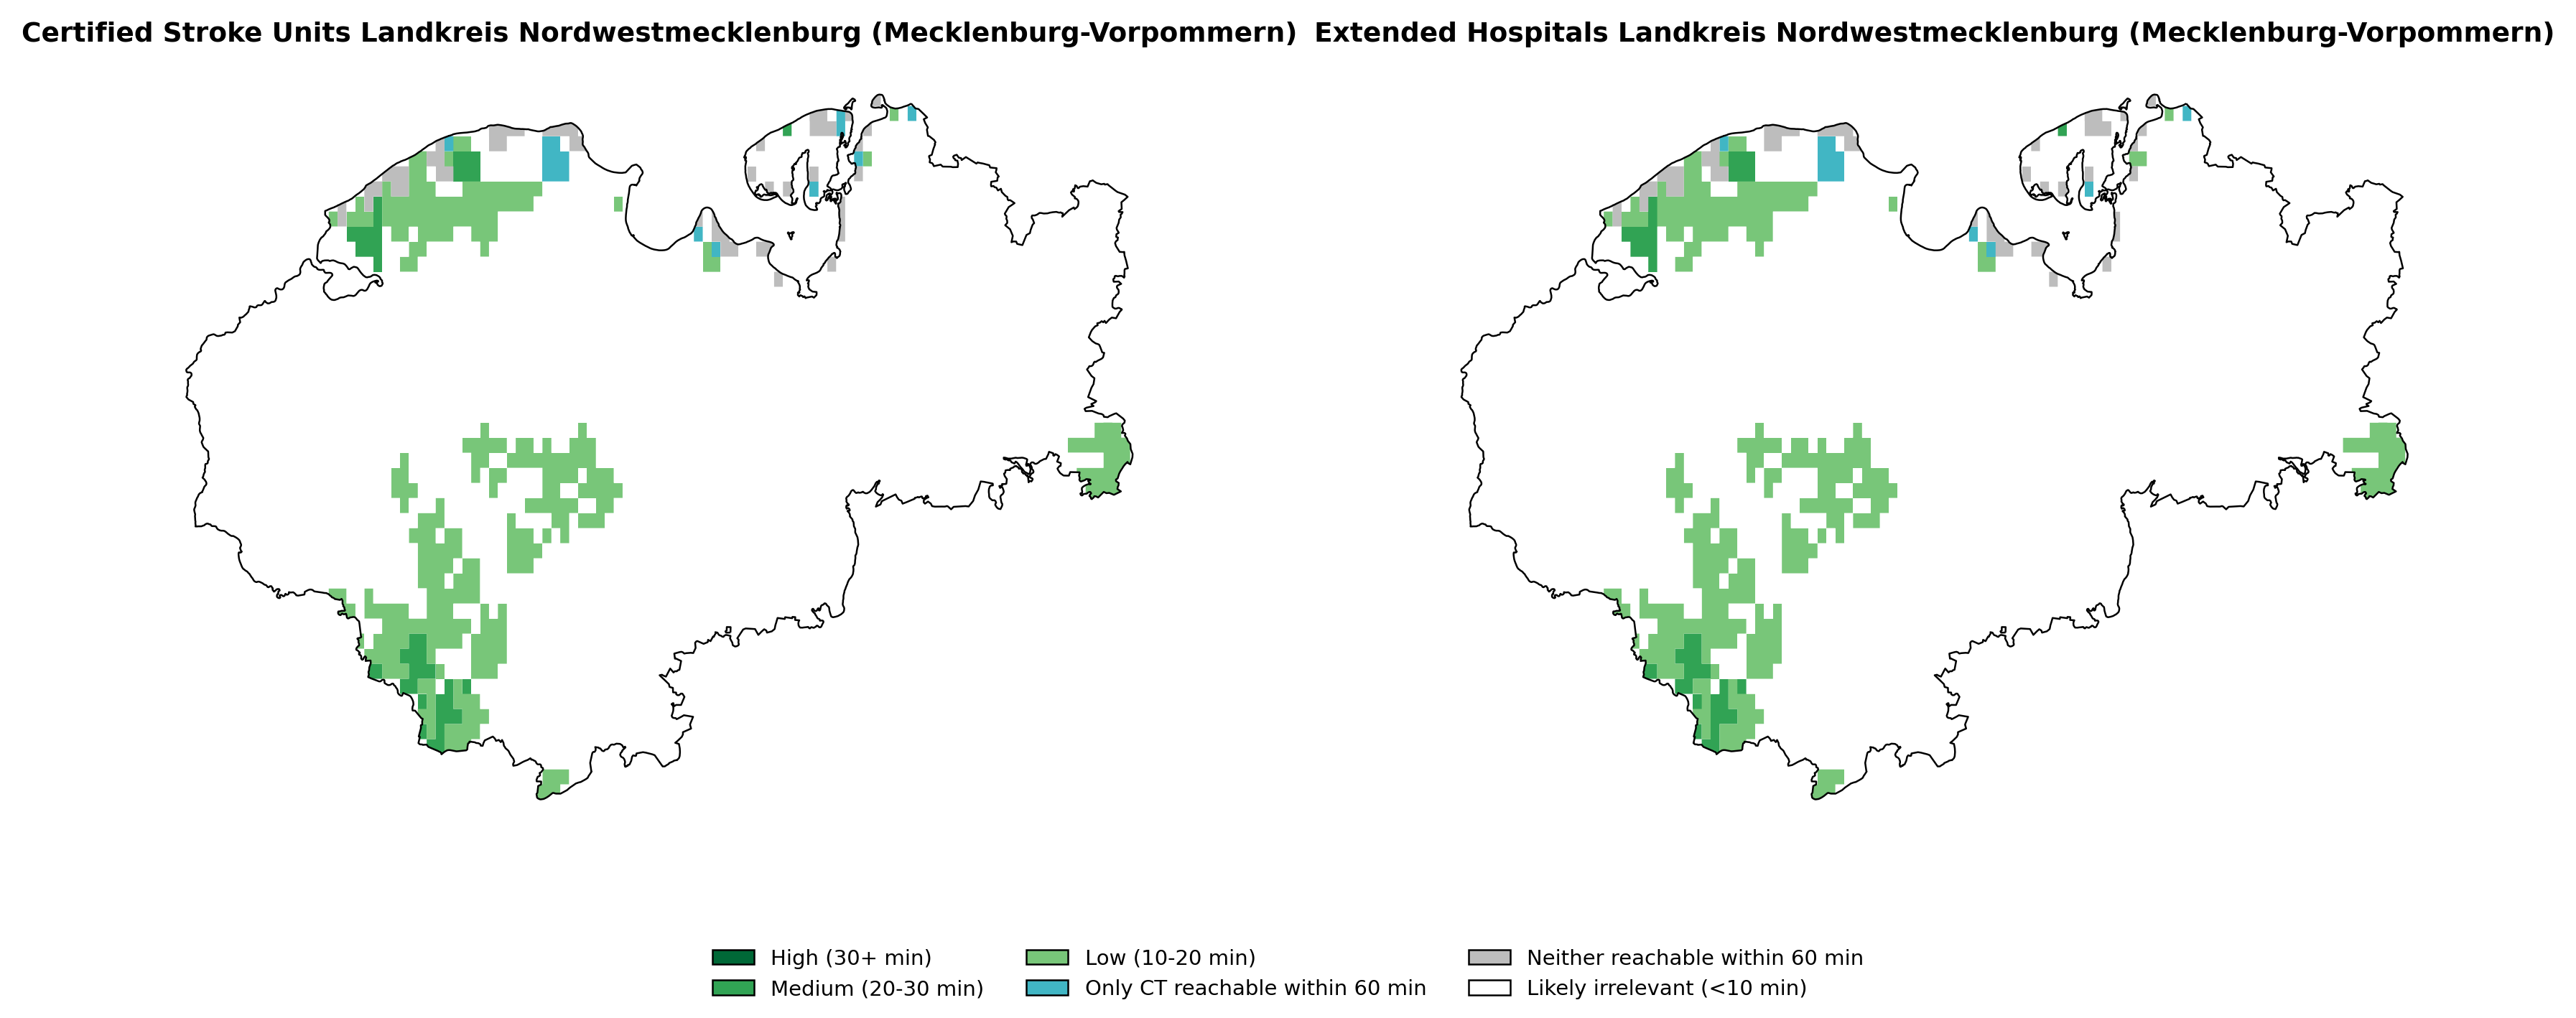 Certified Stroke Units Landkreis Nordwestmecklenburg (Mecklenburg-Vorpommern)
Extended Hospitals Landkreis Nordwestmecklenburg (Mecklenburg-Vorpommern)
High (30+ min)
Medium (20-30 min)
Low (10-20 min)
Only CT reachable within 60 min
Neither reachable within 60 min
Likely irrelevant (<10 min)